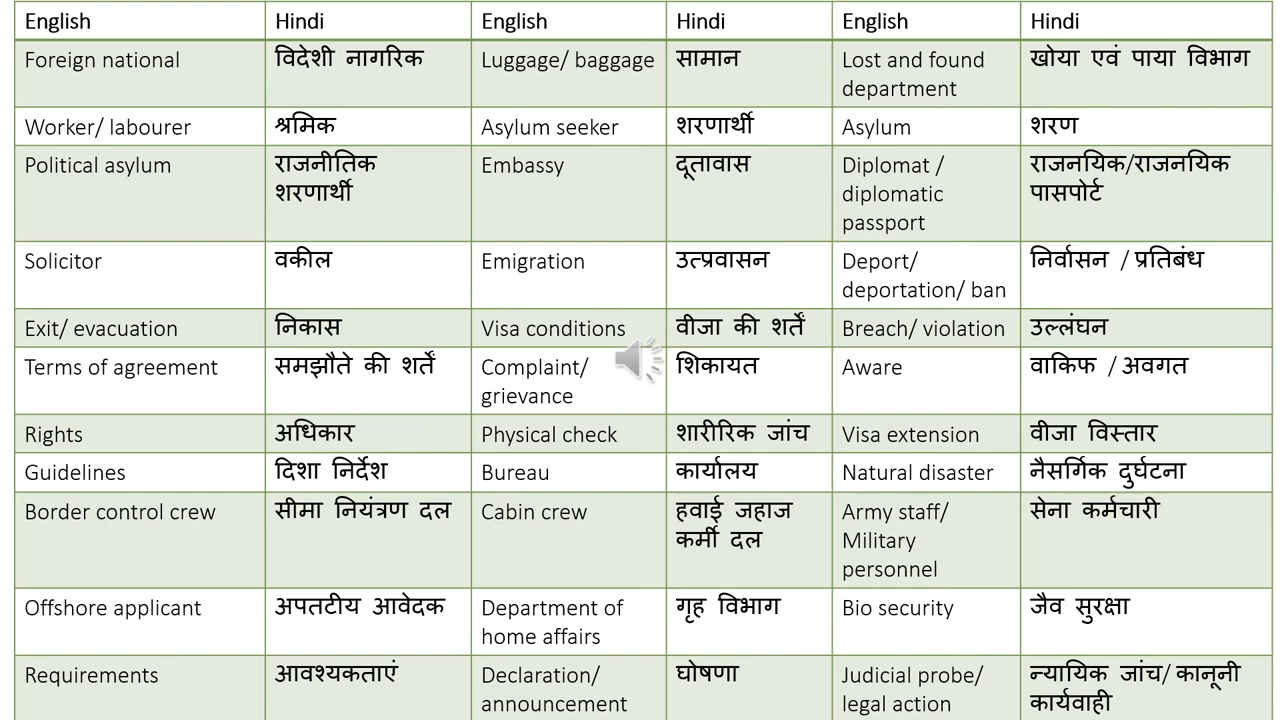 English Hindi English Hindi English Hindi
Foreign national विदेशी नागरिक Luggage/ baggage सामान Lost and found
department खोया एवं पाया विभाग
Worker/ labourer श्रमिक Asylum seeker शरणार्थी Asylum शरण
Political asylum राजनीतिक
शरणार्थी Embassy दूतावास Diplomat /
diplomatic
passport राजनयिक/राजनयिक
पासपोर्ट
Solicitor वकील Emigration उत्प्रवासन Deport/
deportation/ ban निर्वासन / प्रतिबंध
Exit/ evacuation निकास Visa conditions वीजा की शर्तें Breach/ violation उल्लंघन
Terms of agreement समझौते की शर्तें Complaint/
grievance शिकायत Aware वाकिफ / अवगत
Rights अधिकार Physical check शारीरिक जांच Visa extension वीजा विस्तार
Guidelines दिशा निर्देश Bureau कार्यालय Natural disaster नैसर्गिक दुर्घटना
Border control crew सीमा नियंत्रण दल Cabin crew हवाई जहाज
कर्मी दल Army staff/
Military
personnel सेना कर्मचारी
Offshore applicant अपतटीय आवेदक Department of
home affairs गृह विभाग Bio security जैव सुरक्षा
Requirements आवश्यकताएं Declaration/
announcement घोषणा Judicial probe/
legal action न्यायिक जांच/ कानूनी
कार्यवाही